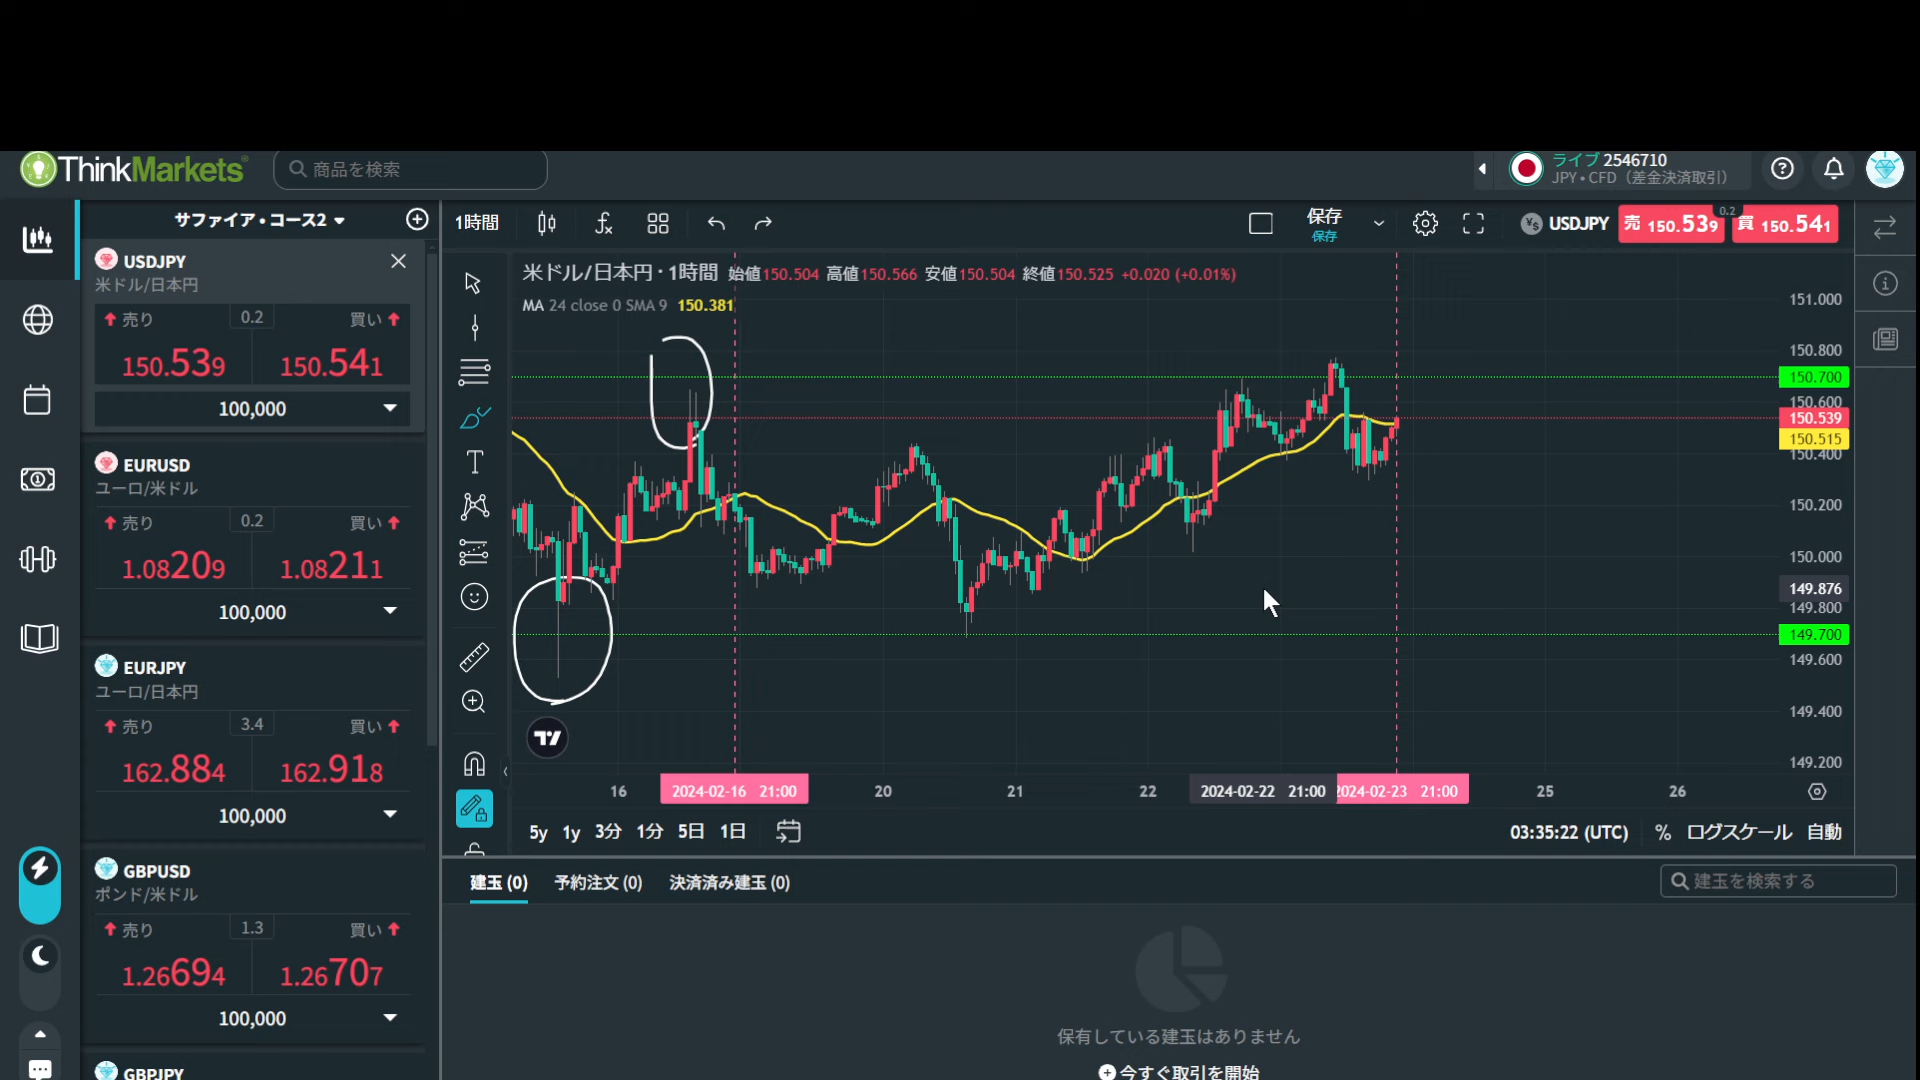 ThinkMarkets
商品を検索
ライブ 2546710
JPY • CFD（差金決済取引）
サファイア • コース2
1時間
保存
保存
USDJPY
売 150.539
0.2
買 150.541
USDJPY
米ドル/日本円
売り
0.2
買い
150.539
150.541
100,000
EURUSD
ユーロ/米ドル
売り
0.2
買い
1.08209
1.08211
100,000
EURJPY
ユーロ/日本円
売り
3.4
買い
162.884
162.918
100,000
GBPUSD
ポンド/米ドル
売り
1.3
買い
1.26694
1.26707
100,000
GBPJPY
米ドル/日本円 · 1時間 始値150.504 高値150.566 安値150.504 終値150.525 +0.020 (+0.01%)
MA 24 close 0 SMA 9 150.381
151.000
150.800
150.700
150.600
150.539
150.515
150.400
150.200
150.000
149.876
149.800
149.700
149.600
149.400
149.200
16
2024-02-16 21:00
20
21
22
2024-02-22 21:00
2024-02-23 21:00
25
26
5y 1y 3分 1分 5日 1日
03:35:22 (UTC) % ログスケール 自動
建玉 (0)
予約注文 (0)
決済済み建玉 (0)
建玉を検索する
保有している建玉はありません
今すぐ取引を開始